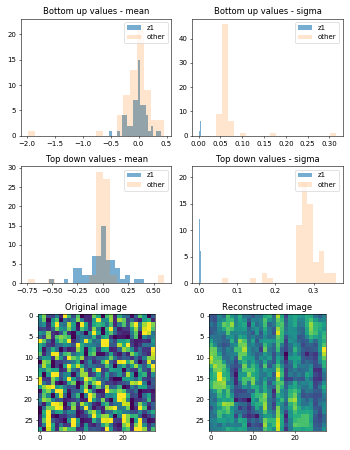 Bottom up values - mean
Bottom up values - sigma
z1
other
z1
other
20
15
10
5
0
−2.0 −1.5 −1.0 −0.5 0.0 0.5
40
30
20
10
0
0.00 0.05 0.10 0.15 0.20 0.25 0.30
Top down values - mean
Top down values - sigma
z1
other
z1
other
30
25
20
15
10
5
0
−0.75 −0.50 −0.25 0.00 0.25 0.50
20
15
10
5
0
0.0 0.1 0.2 0.3
Original image
Reconstructed image
0
5
10
15
20
25
0 10 20
0
5
10
15
20
25
0 10 20